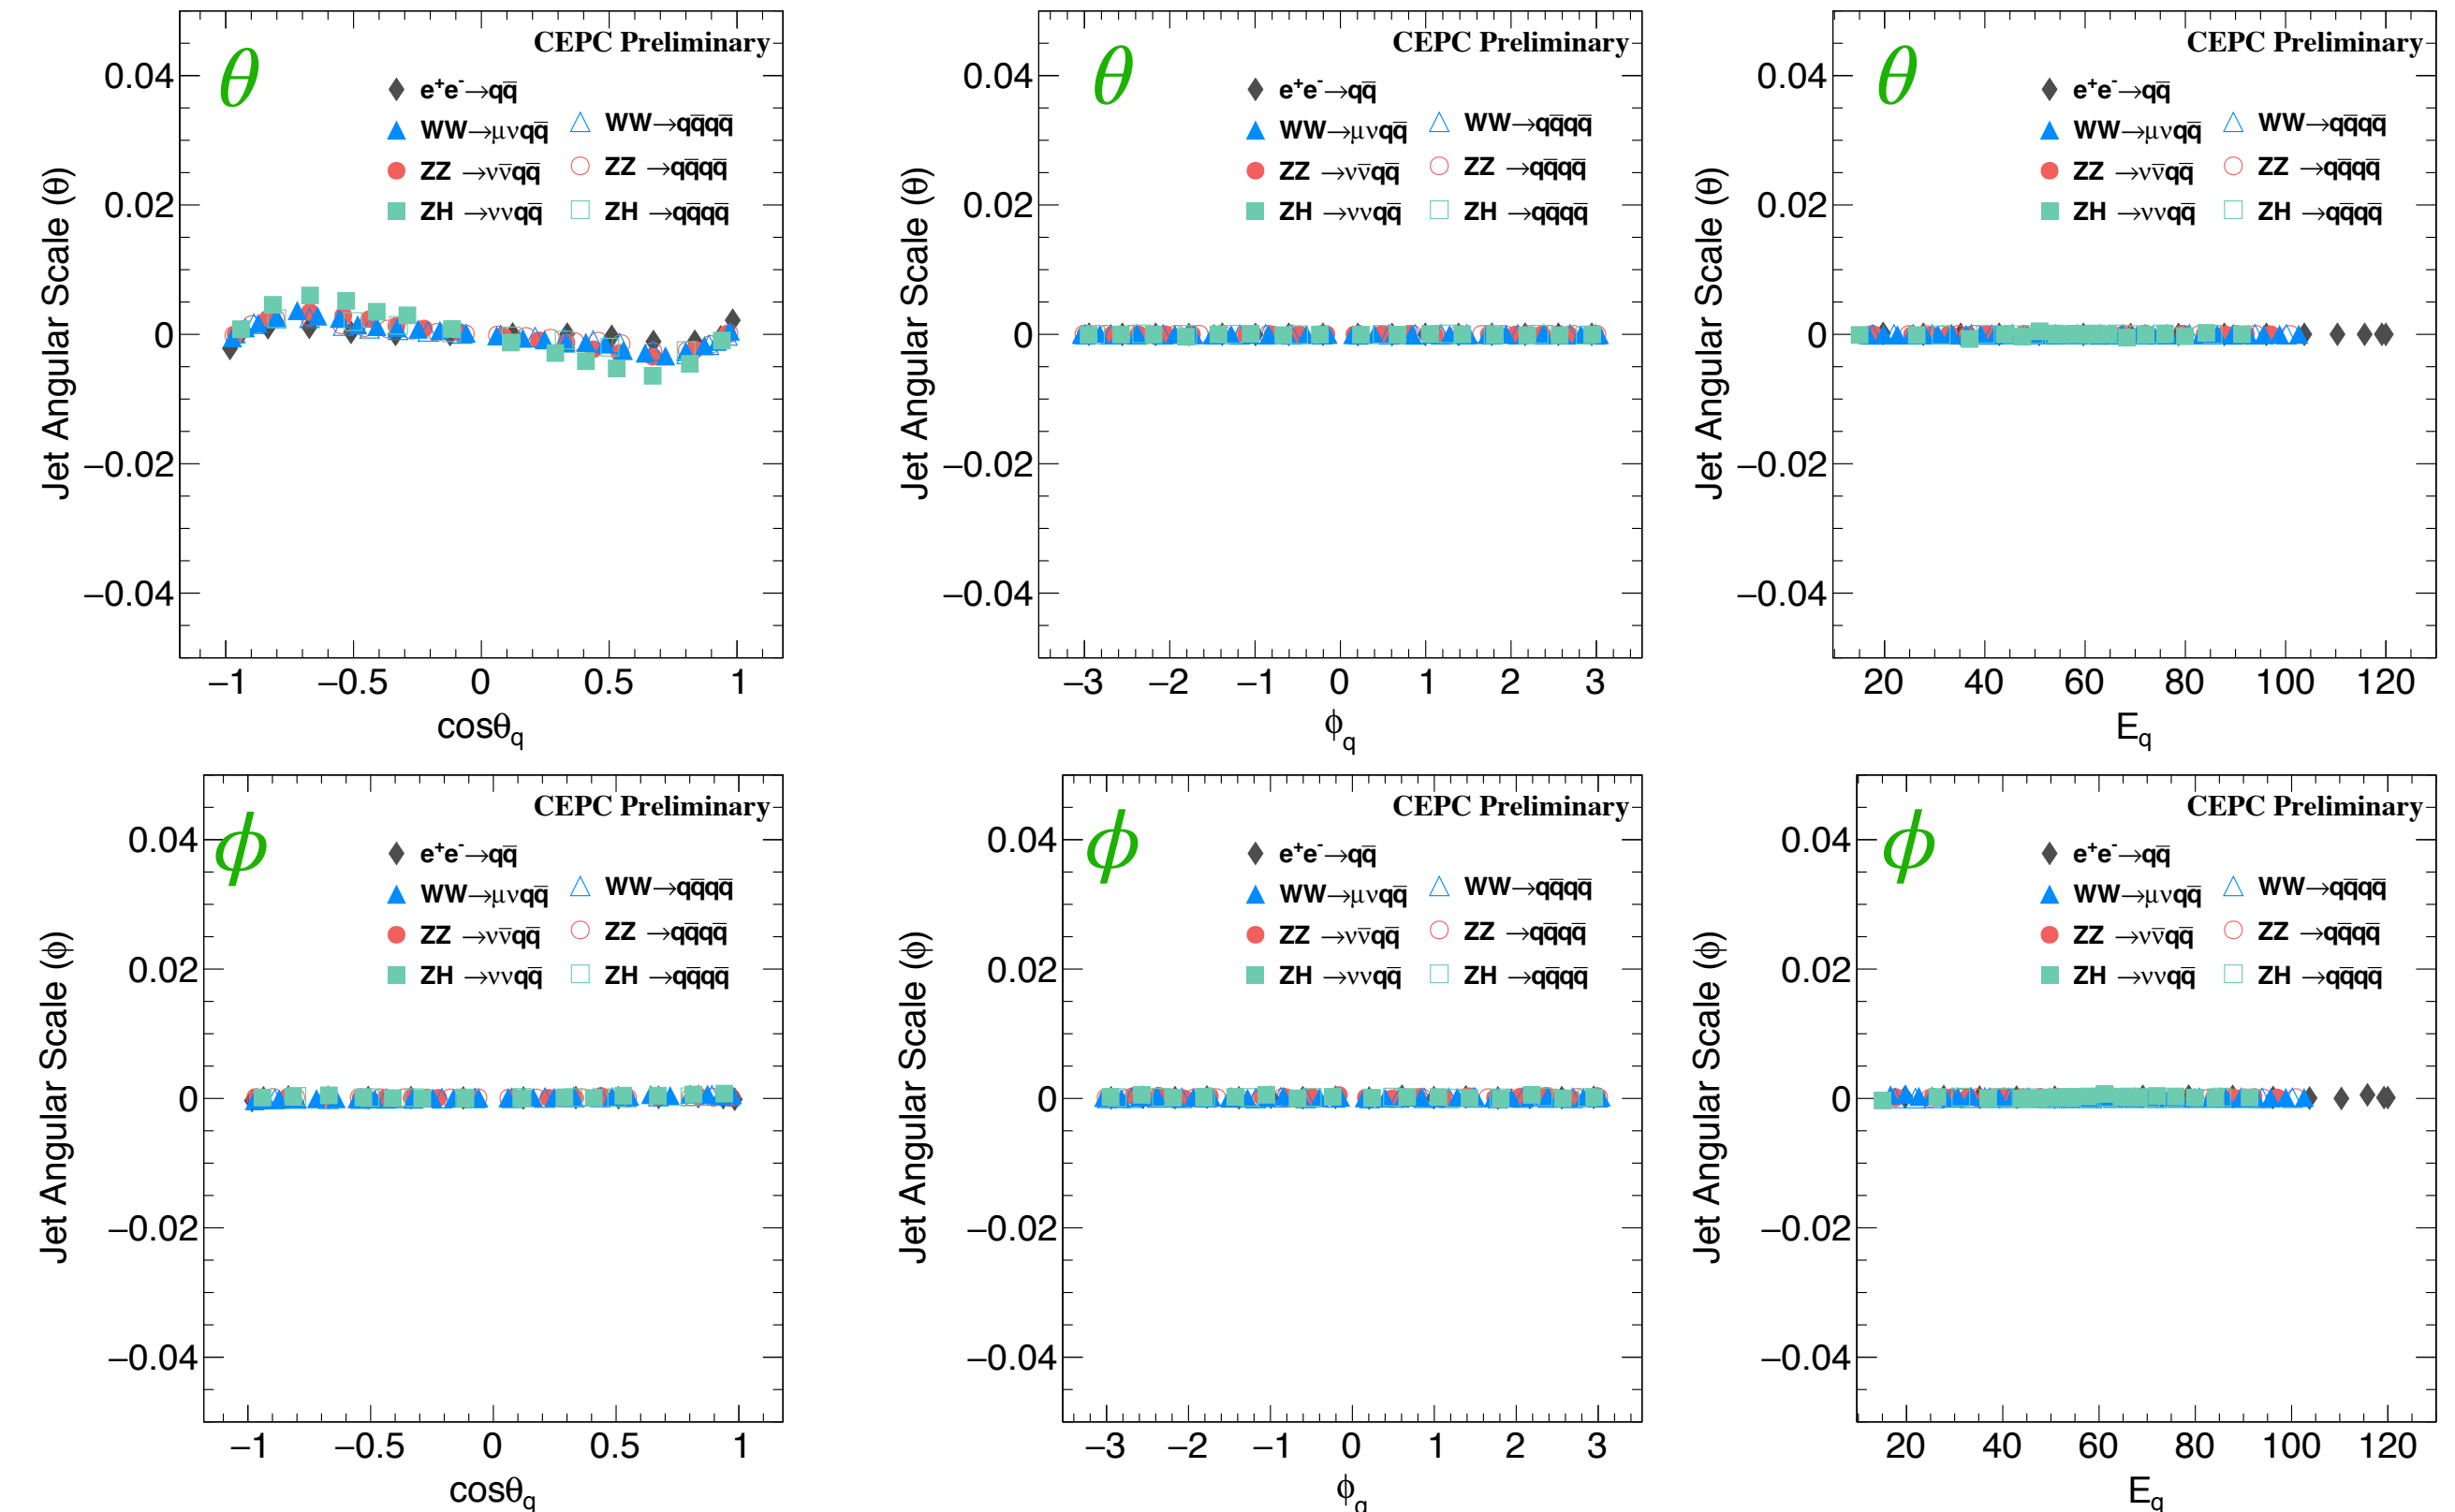 θ
CEPC Preliminary
e⁺e⁻→qq̅
WW→μνqq̅
WW→qq̅qq̅
ZZ →νν̅qq̅
ZZ →qq̅qq̅
ZH →ννqq̅
ZH →qq̅qq̅
Jet Angular Scale (θ)
0.04
0.02
0
−0.02
−0.04
−1 −0.5 0 0.5 1
cosθq
θ
CEPC Preliminary
e⁺e⁻→qq̅
WW→μνqq̅
WW→qq̅qq̅
ZZ →νν̅qq̅
ZZ →qq̅qq̅
ZH →ννqq̅
ZH →qq̅qq̅
Jet Angular Scale (θ)
0.04
0.02
0
−0.02
−0.04
−3 −2 −1 0 1 2 3
ϕq
θ
CEPC Preliminary
e⁺e⁻→qq̅
WW→μνqq̅
WW→qq̅qq̅
ZZ →νν̅qq̅
ZZ →qq̅qq̅
ZH →ννqq̅
ZH →qq̅qq̅
Jet Angular Scale (θ)
0.04
0.02
0
−0.02
−0.04
20 40 60 80 100 120
Eq
ϕ
CEPC Preliminary
e⁺e⁻→qq̅
WW→μνqq̅
WW→qq̅qq̅
ZZ →νν̅qq̅
ZZ →qq̅qq̅
ZH →ννqq̅
ZH →qq̅qq̅
Jet Angular Scale (ϕ)
0.04
0.02
0
−0.02
−0.04
−1 −0.5 0 0.5 1
cosθq
ϕ
CEPC Preliminary
e⁺e⁻→qq̅
WW→μνqq̅
WW→qq̅qq̅
ZZ →νν̅qq̅
ZZ →qq̅qq̅
ZH →ννqq̅
ZH →qq̅qq̅
Jet Angular Scale (ϕ)
0.04
0.02
0
−0.02
−0.04
−3 −2 −1 0 1 2 3
ϕq
ϕ
CEPC Preliminary
e⁺e⁻→qq̅
WW→μνqq̅
WW→qq̅qq̅
ZZ →νν̅qq̅
ZZ →qq̅qq̅
ZH →ννqq̅
ZH →qq̅qq̅
Jet Angular Scale (ϕ)
0.04
0.02
0
−0.02
−0.04
20 40 60 80 100 120
Eq